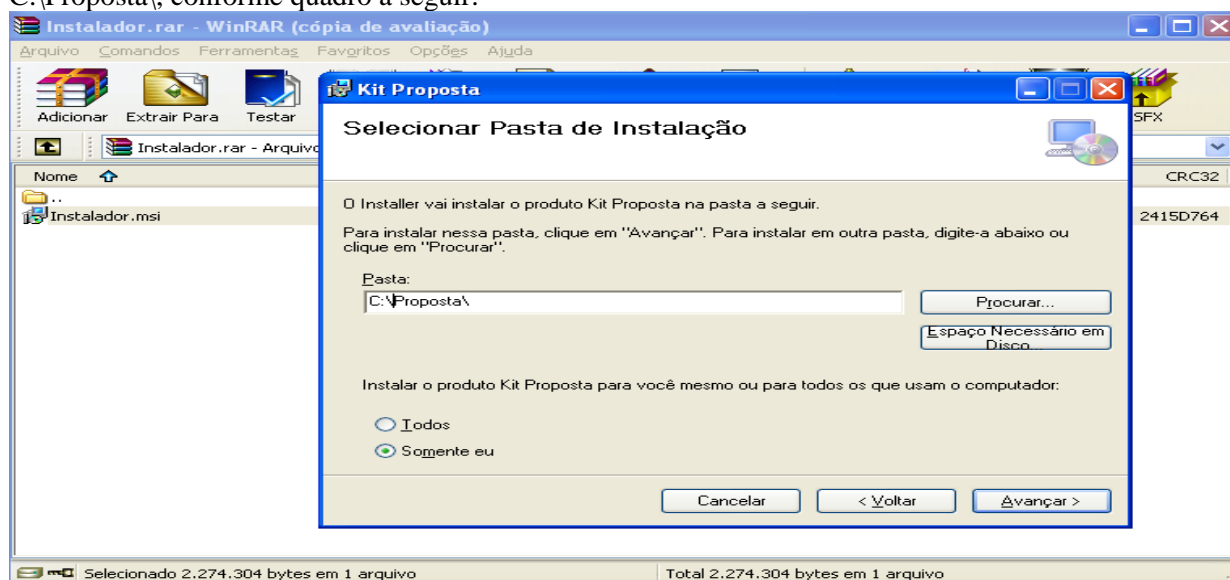 C:\Proposta\, conforme quadro a seguir:
Instalador.rar - WinRAR (cópia de avaliação)
Arquivo Comandos Ferramentas Favoritos Opções Ajuda
Adicionar Extrair Para Testar SFX
Instalador.rar - Arquivo
Nome CRC32
..
Instalador.msi 2415D764
Kit Proposta
Selecionar Pasta de Instalação
O Installer vai instalar o produto Kit Proposta na pasta a seguir.
Para instalar nessa pasta, clique em "Avançar". Para instalar em outra pasta, digite-a abaixo ou
clique em "Procurar".
Pasta:
C:\Proposta\
Procurar...
Espaço Necessário em
Disco...
Instalar o produto Kit Proposta para você mesmo ou para todos os que usam o computador:
Todos
Somente eu
Cancelar < Voltar Avançar >
Selecionado 2.274.304 bytes em 1 arquivo Total 2.274.304 bytes em 1 arquivo